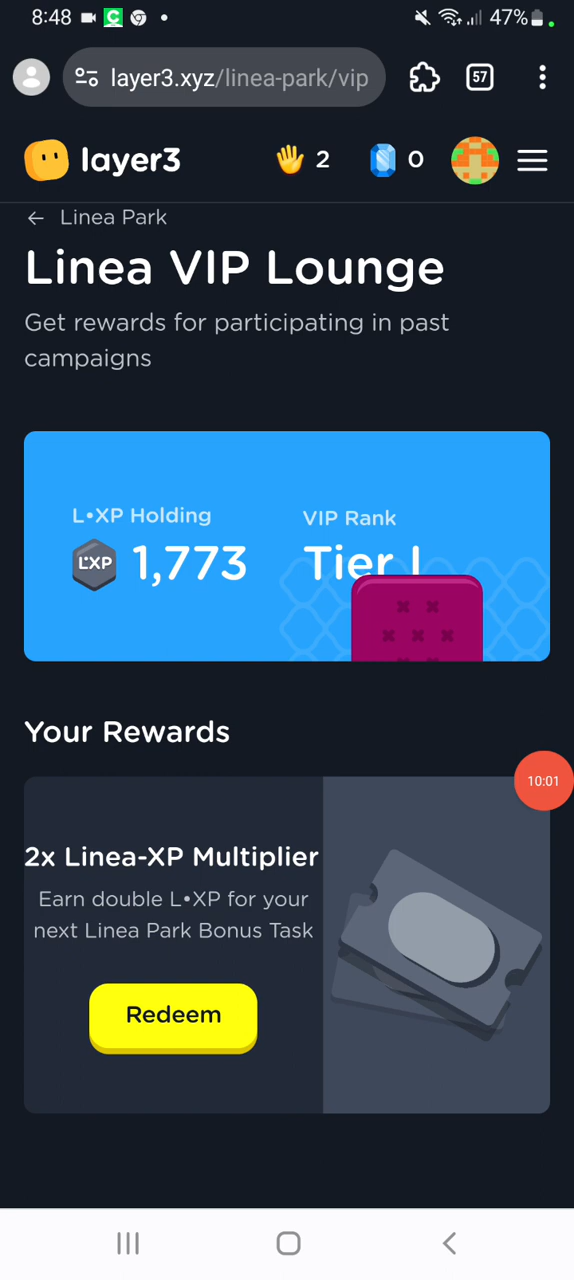 8:48
47%
layer3.xyz/linea-park/vip
57
layer3
2
0
← Linea Park
Linea VIP Lounge
Get rewards for participating in past
campaigns
L•XP Holding
VIP Rank
LXP
1,773
Tier I
Your Rewards
10:01
2x Linea-XP Multiplier
Earn double L•XP for your
next Linea Park Bonus Task
Redeem